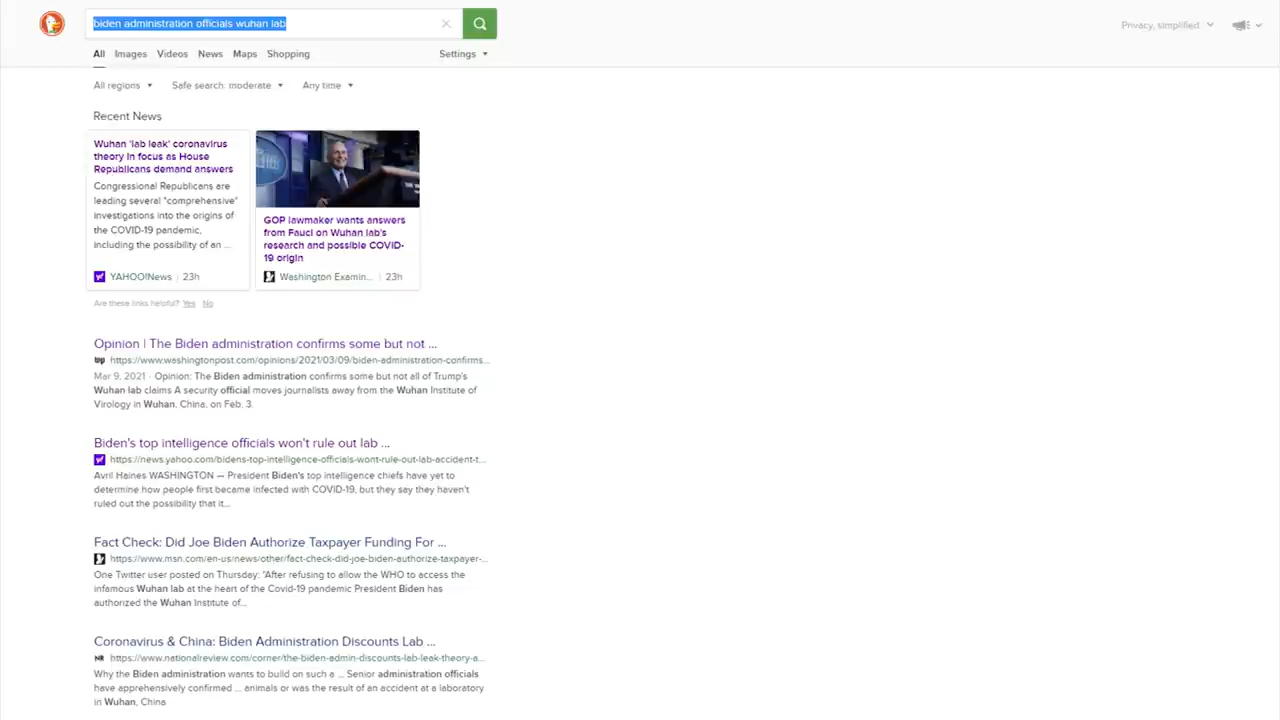 biden administration officials wuhan lab
Privacy, simplified
All Images Videos News Maps Shopping Settings
All regions Safe search: moderate Any time
Recent News
Wuhan 'lab leak' coronavirus
theory in focus as House
Republicans demand answers
Congressional Republicans are
leading several "comprehensive"
investigations into the origins of
the COVID-19 pandemic,
including the possibility of an ...
YAHOO!News | 23h
GOP lawmaker wants answers
from Fauci on Wuhan lab's
research and possible COVID-
19 origin
Washington Examin... | 23h
Are these links helpful? Yes No
Opinion | The Biden administration confirms some but not ...
wp https://www.washingtonpost.com/opinions/2021/03/09/biden-administration-confirms...
Mar 9, 2021 · Opinion: The Biden administration confirms some but not all of Trump's
Wuhan lab claims A security official moves journalists away from the Wuhan Institute of
Virology in Wuhan, China, on Feb. 3.
Biden's top intelligence officials won't rule out lab ...
https://news.yahoo.com/bidens-top-intelligence-officials-wont-rule-out-lab-accident-t...
Avril Haines WASHINGTON — President Biden's top intelligence chiefs have yet to
determine how people first became infected with COVID-19, but they say they haven't
ruled out the possibility that it...
Fact Check: Did Joe Biden Authorize Taxpayer Funding For ...
https://www.msn.com/en-us/news/other/fact-check-did-joe-biden-authorize-taxpayer-...
One Twitter user posted on Thursday: "After refusing to allow the WHO to access the
infamous Wuhan lab at the heart of the Covid-19 pandemic President Biden has
authorized the Wuhan Institute of...
Coronavirus & China: Biden Administration Discounts Lab ...
NR https://www.nationalreview.com/corner/the-biden-admin-discounts-lab-leak-theory-a...
Why the Biden administration wants to build on such a ... Senior administration officials
have apprehensively confirmed ... animals or was the result of an accident at a laboratory
in Wuhan, China